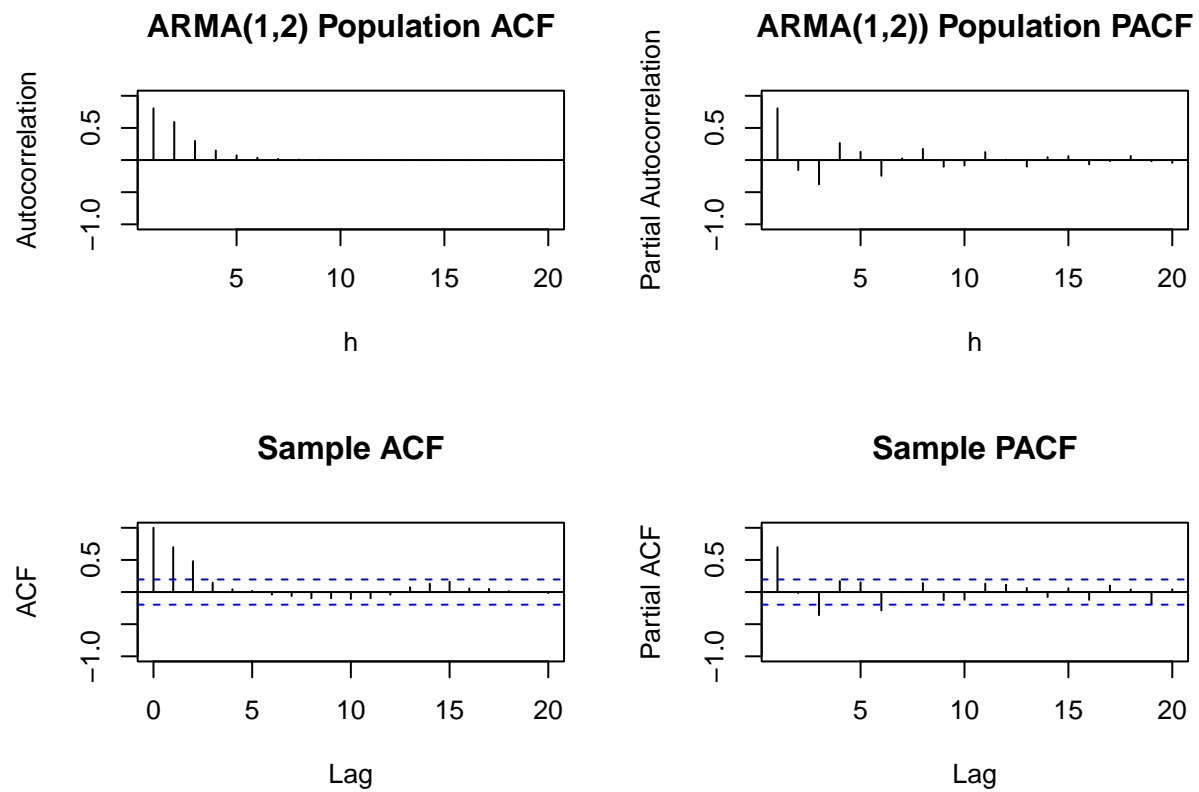 ARMA(1,2) Population ACF
Autocorrelation
0.5
−1.0
5 10 15 20
h
ARMA(1,2)) Population PACF
Partial Autocorrelation
0.5
−1.0
5 10 15 20
h
Sample ACF
ACF
0.5
−1.0
0 5 10 15 20
Lag
Sample PACF
Partial ACF
0.5
−1.0
5 10 15 20
Lag